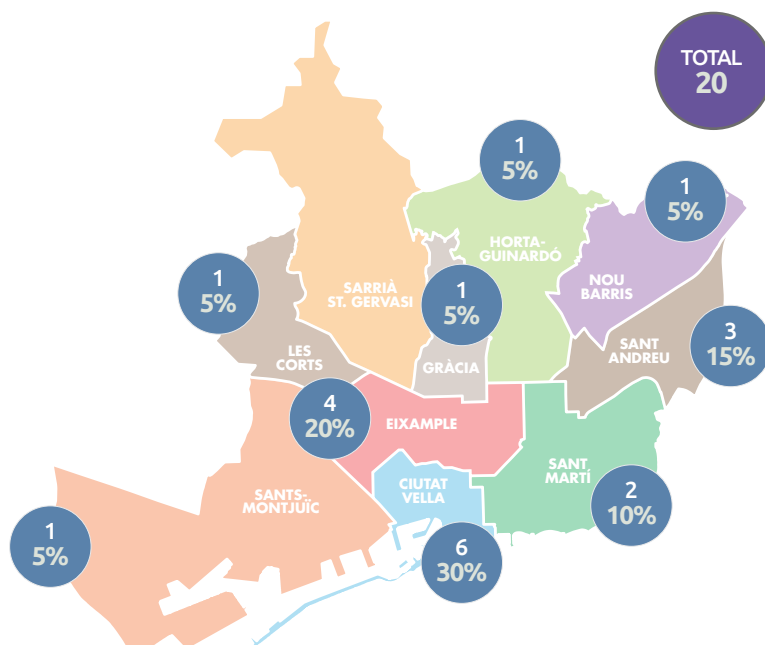 TOTAL
20
1
5%
1
5%
HORTA-
GUINARDÓ
NOU
BARRIS
1
5%
SARRIÀ
ST. GERVASI
1
5%
3
15%
SANT
ANDREU
LES
CORTS
GRÀCIA
4
20%
EIXAMPLE
SANT
MARTÍ
CIUTAT
VELLA
SANTS-
MONTJUÏC
2
10%
1
5%
6
30%